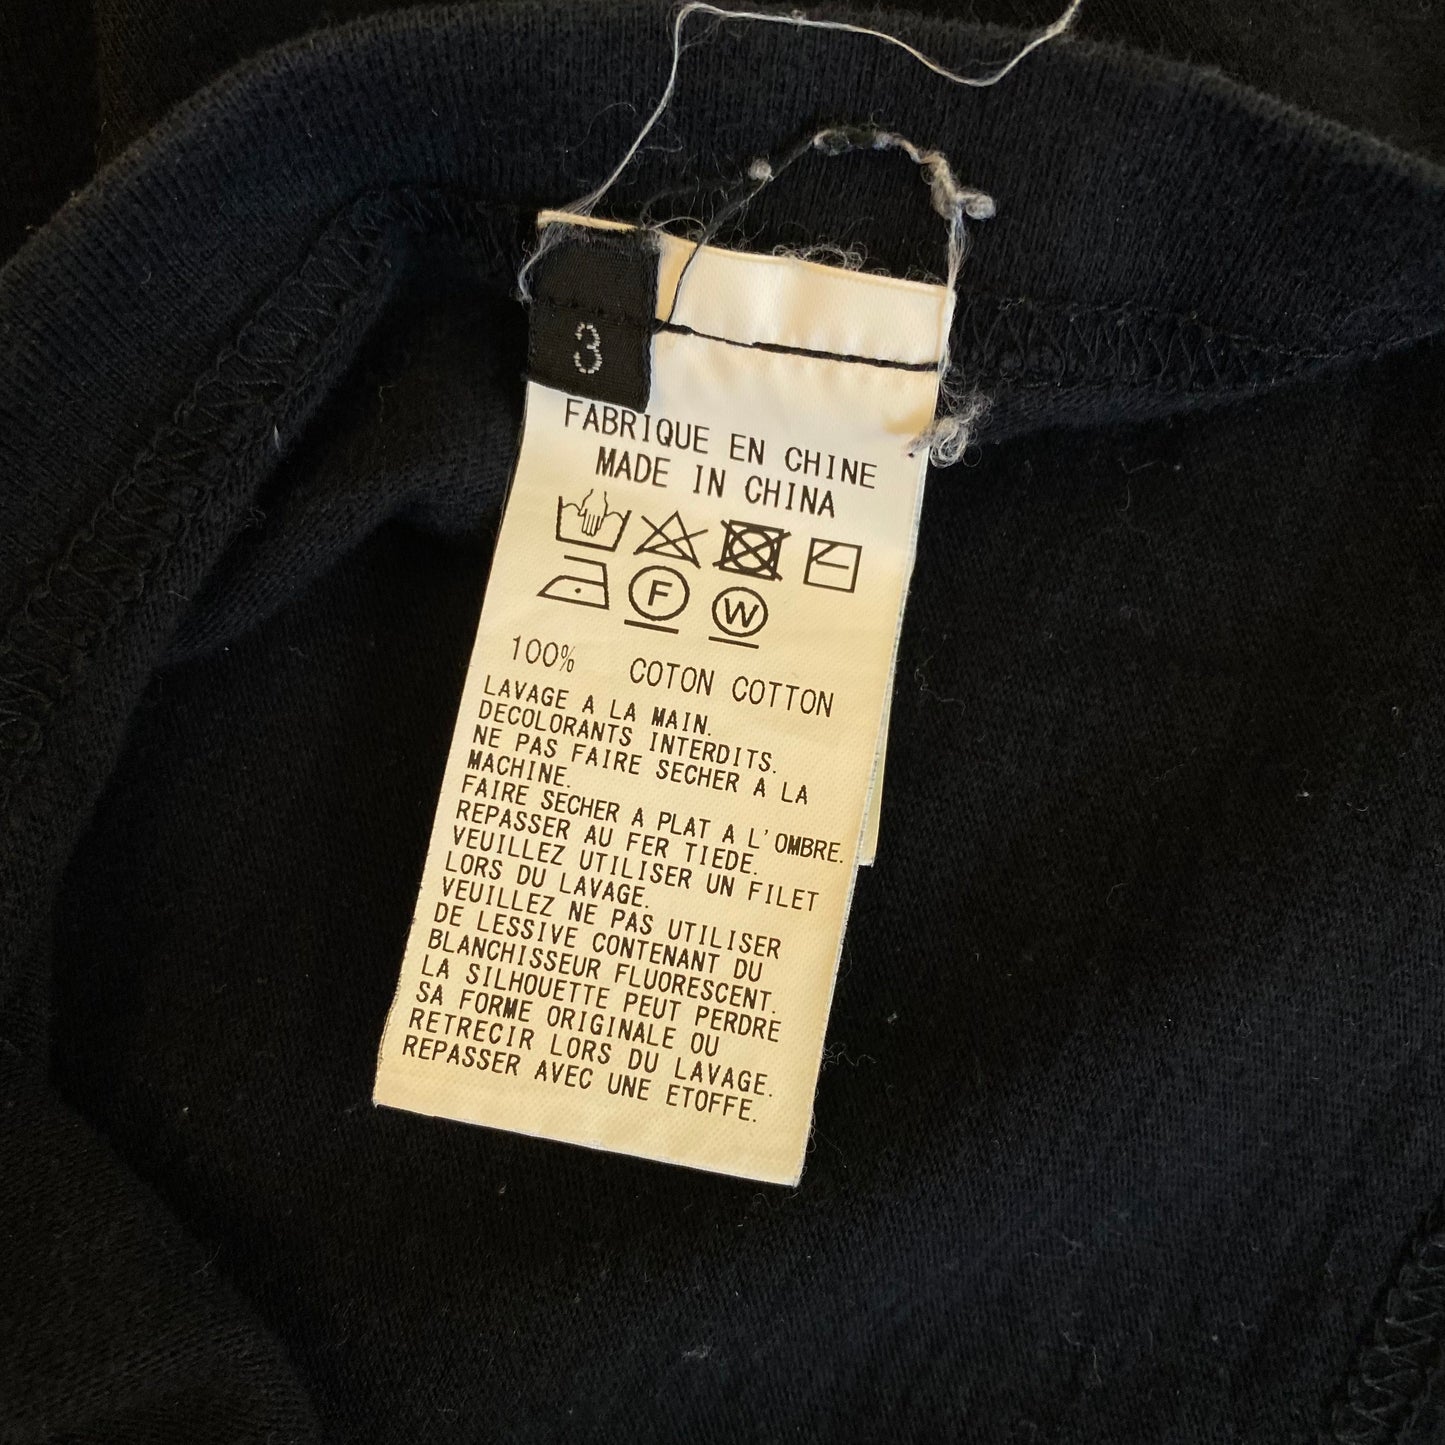 3
FABRIQUE EN CHINE
MADE IN CHINA
F
W
100% COTON COTTON
LAVAGE A LA MAIN.
DECOLORANTS INTERDITS.
NE PAS FAIRE SECHER A LA
MACHINE.
FAIRE SECHER A PLAT A L'OMBRE.
REPASSER AU FER TIEDE.
VEUILLEZ UTILISER UN FILET
LORS DU LAVAGE.
VEUILLEZ NE PAS UTILISER
DE LESSIVE CONTENANT DU
BLANCHISSEUR FLUORESCENT.
LA SILHOUETTE PEUT PERDRE
SA FORME ORIGINALE OU
RETRECIR LORS DU LAVAGE.
REPASSER AVEC UNE ETOFFE.